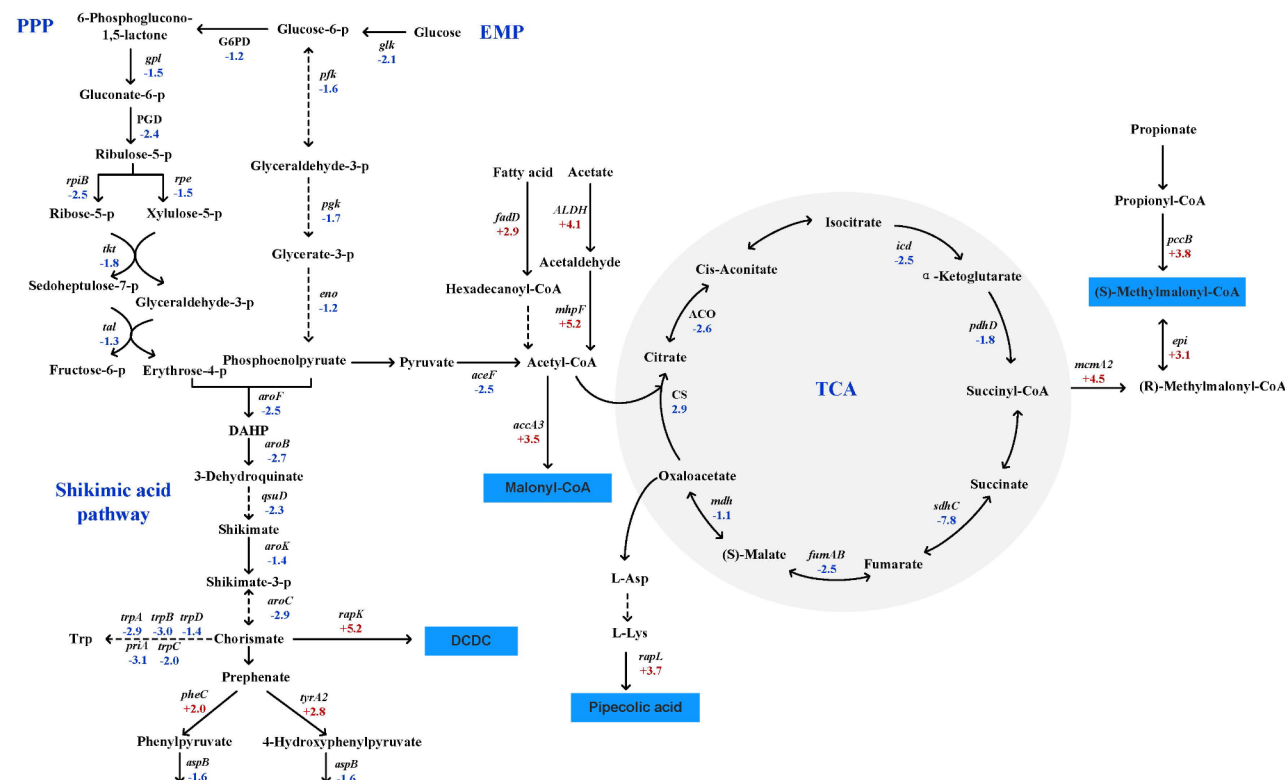 PPP
6-Phosphoglucono-
1,5-lactone
G6PD
-1.2
Glucose-6-p
glk
-2.1
Glucose
EMP
gpl
-1.5
Gluconate-6-p
PGD
-2.4
Ribulose-5-p
rpiB
-2.5
rpe
-1.5
Ribose-5-p
Xylulose-5-p
tkt
-1.8
Sedoheptulose-7-p
Glyceraldehyde-3-p
tal
-1.3
Fructose-6-p
Erythrose-4-p
pfk
-1.6
Glyceraldehyde-3-p
pgk
-1.7
Glycerate-3-p
eno
-1.2
Phosphoenolpyruvate
Pyruvate
aceF
-2.5
Acetyl-CoA
Fatty acid
fadD
+2.9
Hexadecanoyl-CoA
Acetate
ALDH
+4.1
Acetaldehyde
mhpF
+5.2
accA3
+3.5
Malonyl-CoA
TCA
Isocitrate
Cis-Aconitate
icd
-2.5
α-Ketoglutarate
ACO
-2.6
Citrate
CS
2.9
pdhD
-1.8
Succinyl-CoA
Oxaloacetate
mdh
-1.1
(S)-Malate
fumAB
-2.5
Fumarate
sdhC
-7.8
Succinate
mcmA2
+4.5
Propionate
Propionyl-CoA
pccB
+3.8
(S)-Methylmalonyl-CoA
epi
+3.1
(R)-Methylmalonyl-CoA
L-Asp
L-Lys
rapL
+3.7
Pipecolic acid
aroF
-2.5
DAHP
aroB
-2.7
3-Dehydroquinate
Shikimic acid
pathway
qsuD
-2.3
Shikimate
aroK
-1.4
Shikimate-3-p
aroC
-2.9
Trp
trpA trpB trpD
-2.9 -3.0 -1.4
priA trpC
-3.1 -2.0
Chorismate
rapK
+5.2
DCDC
Prephenate
pheC
+2.0
tyrA2
+2.8
Phenylpyruvate
4-Hydroxyphenylpyruvate
aspB
-1.6
aspB
-1.6